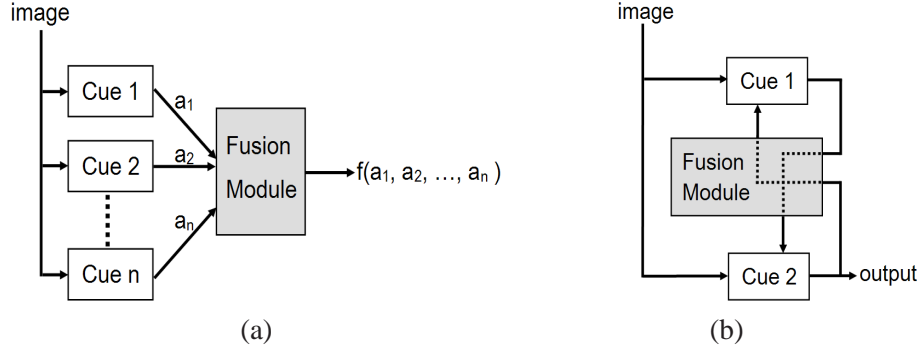 image
Cue 1
a1
Cue 2
a2
Fusion
Module
f(a1, a2, ..., an )
an
Cue n
(a)
image
Cue 1
Fusion
Module
Cue 2
output
(b)